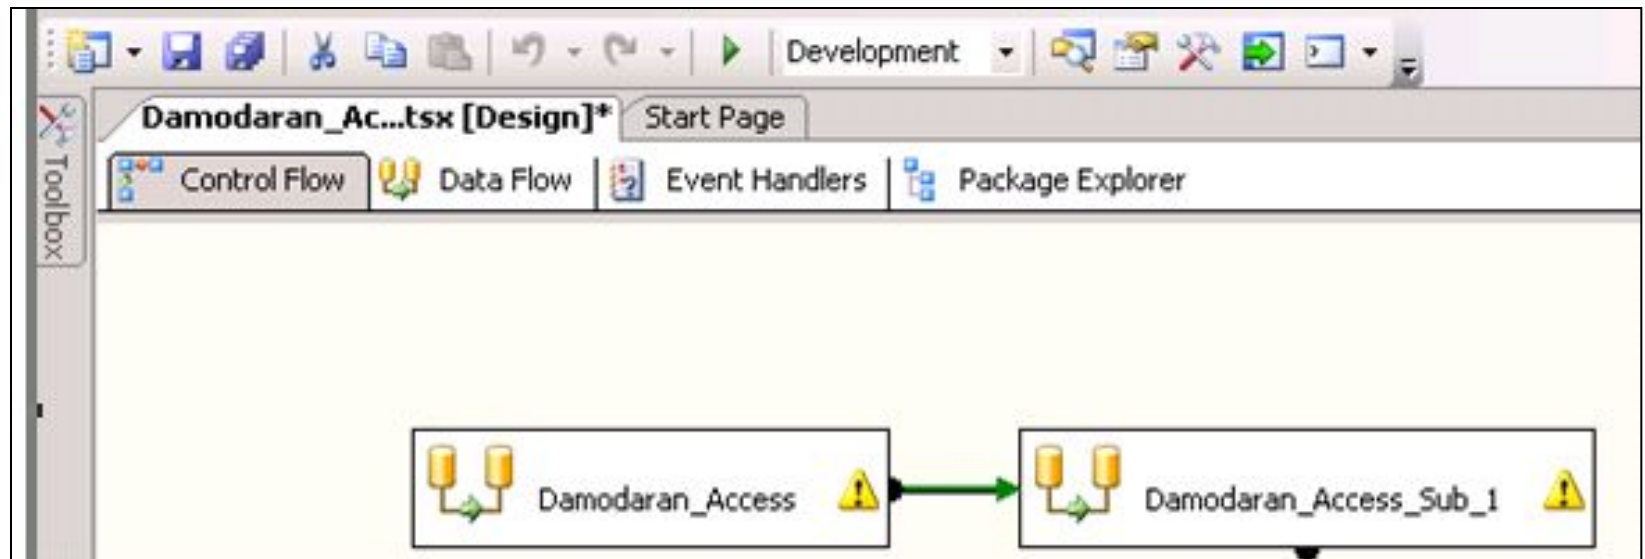 Development
Damodaran_Ac...tsx [Design]* Start Page
Toolbox
Control Flow Data Flow Event Handlers Package Explorer
Damodaran_Access Damodaran_Access_Sub_1